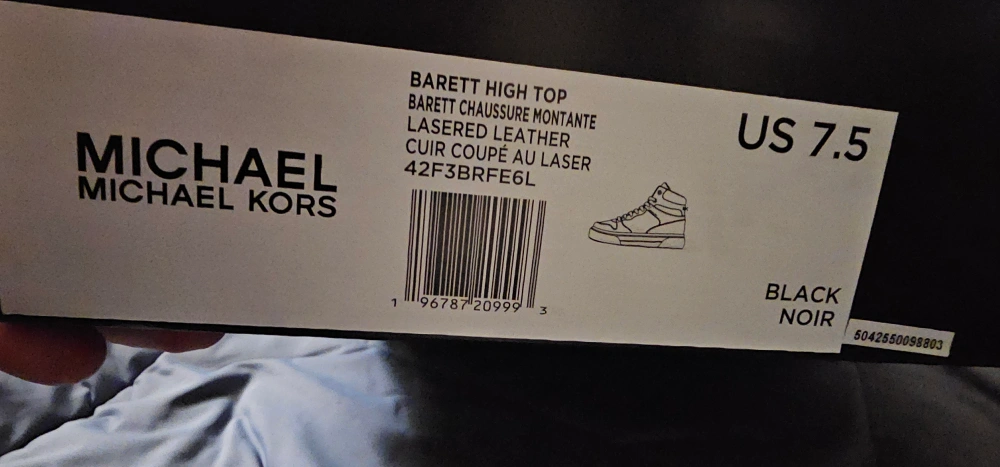 MICHAEL
MICHAEL KORS
BARETT HIGH TOP
BARETT CHAUSSURE MONTANTE
LASERED LEATHER
CUIR COUPÉ AU LASER
42F3BRFE6L
1 96787 20999 3
US 7.5
BLACK
NOIR
5042550098803